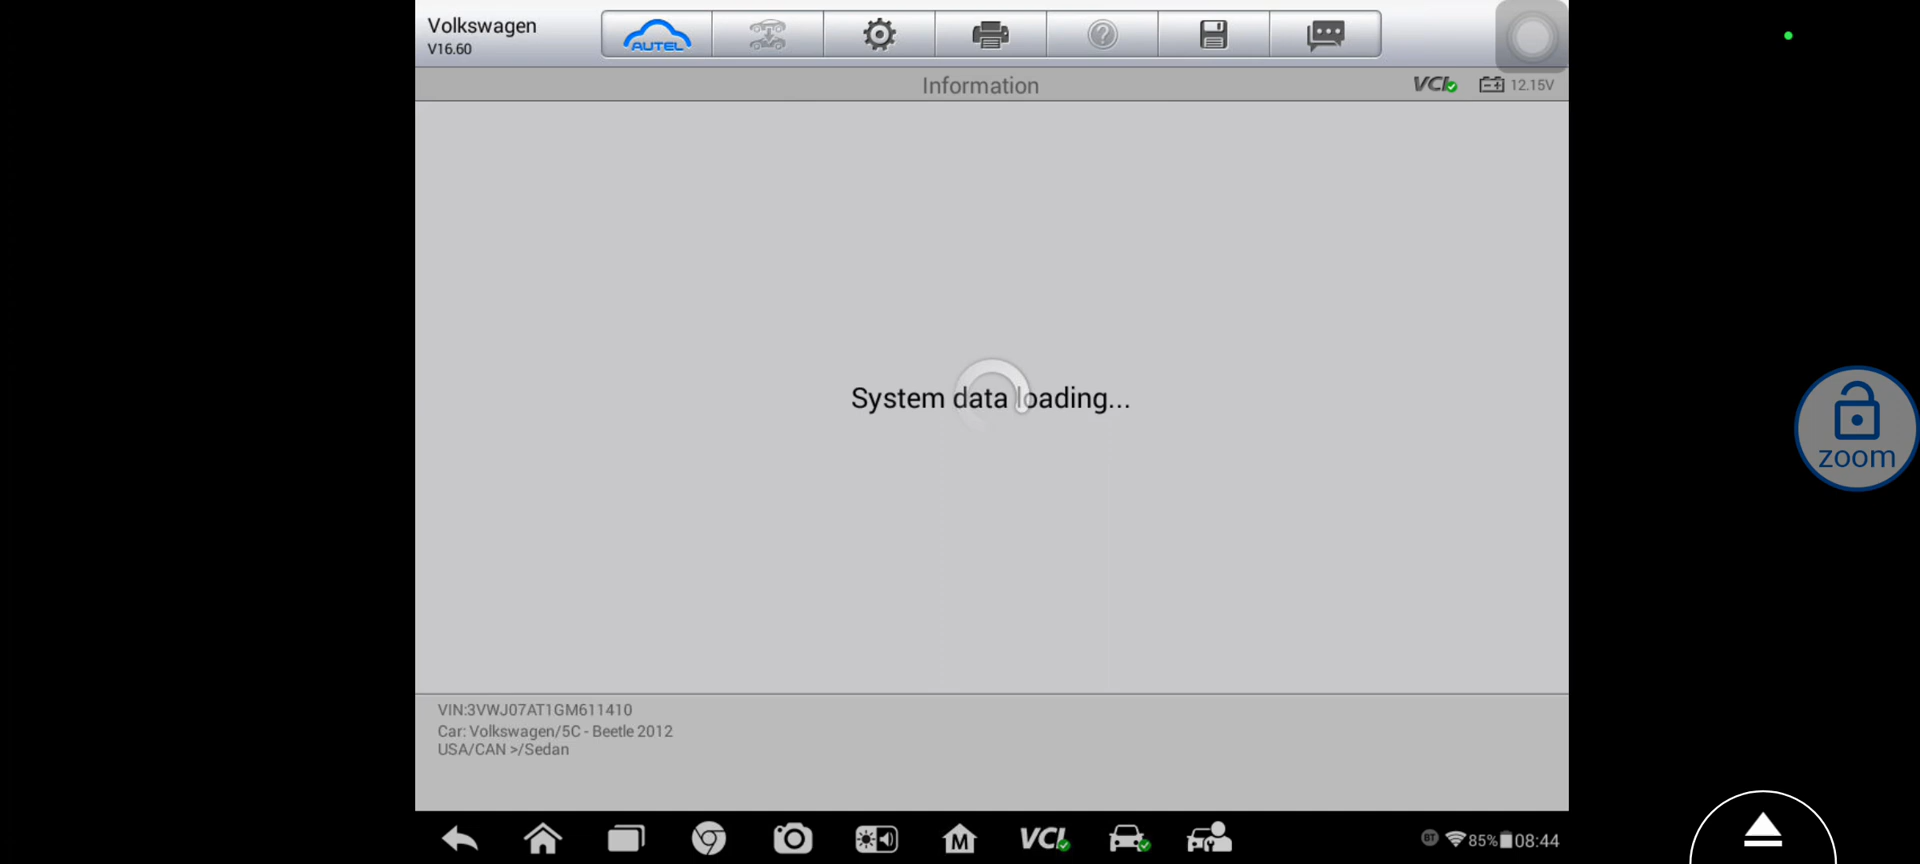 Volkswagen
V16.60
AUTEL
Information
VCI
12.15V
System data loading...
zoom
VIN:3VWJ07AT1GM611410
Car: Volkswagen/5C - Beetle 2012
USA/CAN >/Sedan
M
VCI
BT
85%
08:44